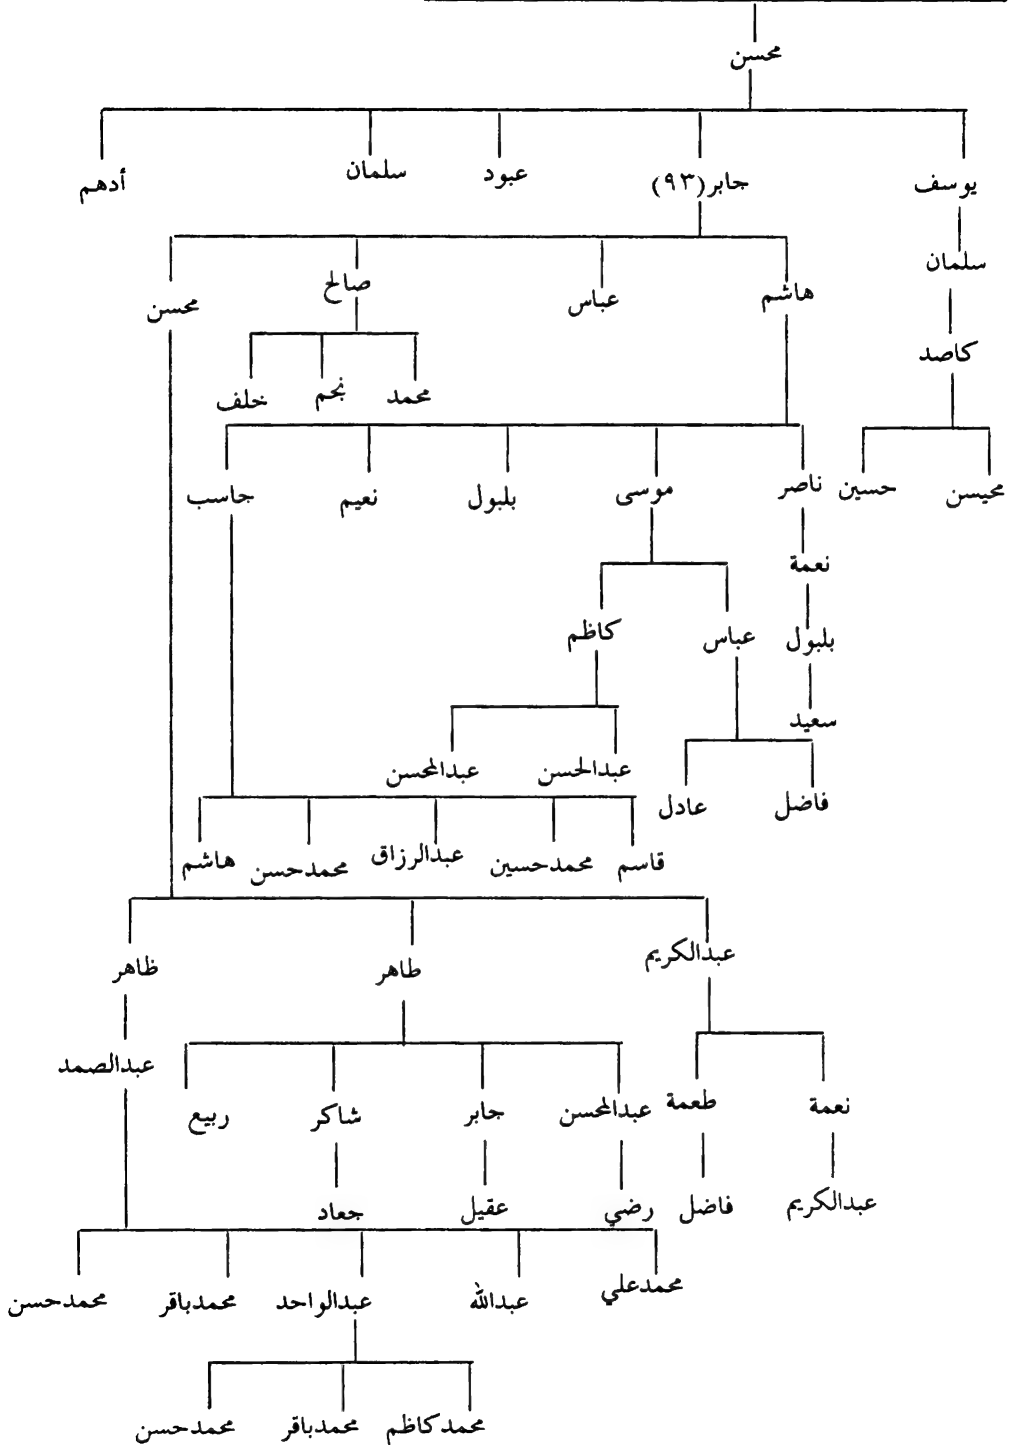 محسن
يوسف جابر(٩٣) عبود سلمان أدهم
سلمان
هاشم عباس صالح محسن
كاصد
محمد نجم خلف
محيسن حسين ناصر موسى بلبول نعيم جاسب
نعمة
بلبول عباس كاظم
سعيد
عبدالحسن عبدالمحسن
فاضل عادل
قاسم محمدحسين عبدالرزاق محمدحسن هاشم
عبدالكريم طاهر ظاهر
عبدالصمد
نعمة طعمة عبدالمحسن جابر شاكر ربيع
عبدالكريم فاضل رضي عقيل جعاد
محمدعلي عبدالله عبدالواحد محمدباقر محمدحسن
محمدكاظم محمدباقر محمدحسن